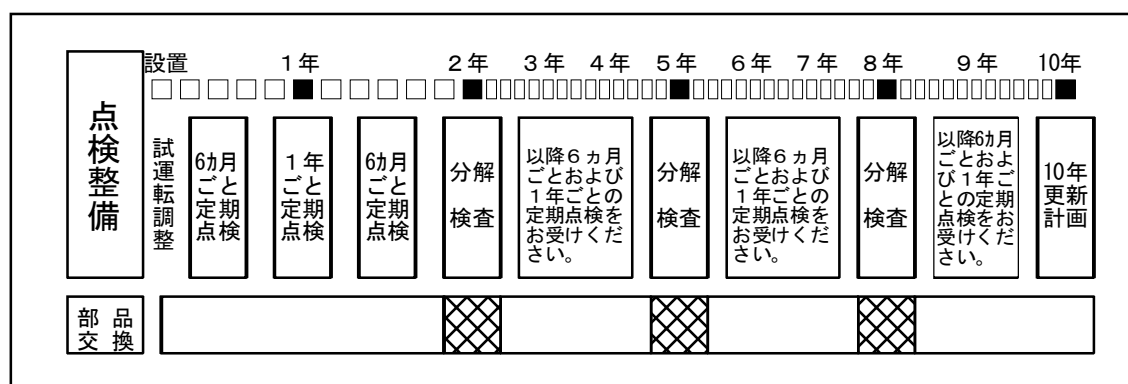 設置
1年
2年
3年
4年
5年
6年
7年
8年
9年
10年
点検整備
試運転調整
6ｶ月
ごと
定期
点検
1年
ごと
定期
点検
6ｶ月
ごと
定期
点検
分解
検査
以降６ヵ月
ごとおよび
１年ごとの
定期点検を
お受けくだ
さい。
分解
検査
以降６ヵ月
ごとおよび
１年ごとの
定期点検を
お受けくだ
さい。
分解
検査
以降6ｶ月
ごとおよ
び１年ご
との定期
点検をお
受けくだ
さい。
10年
更新
計画
部品
交換